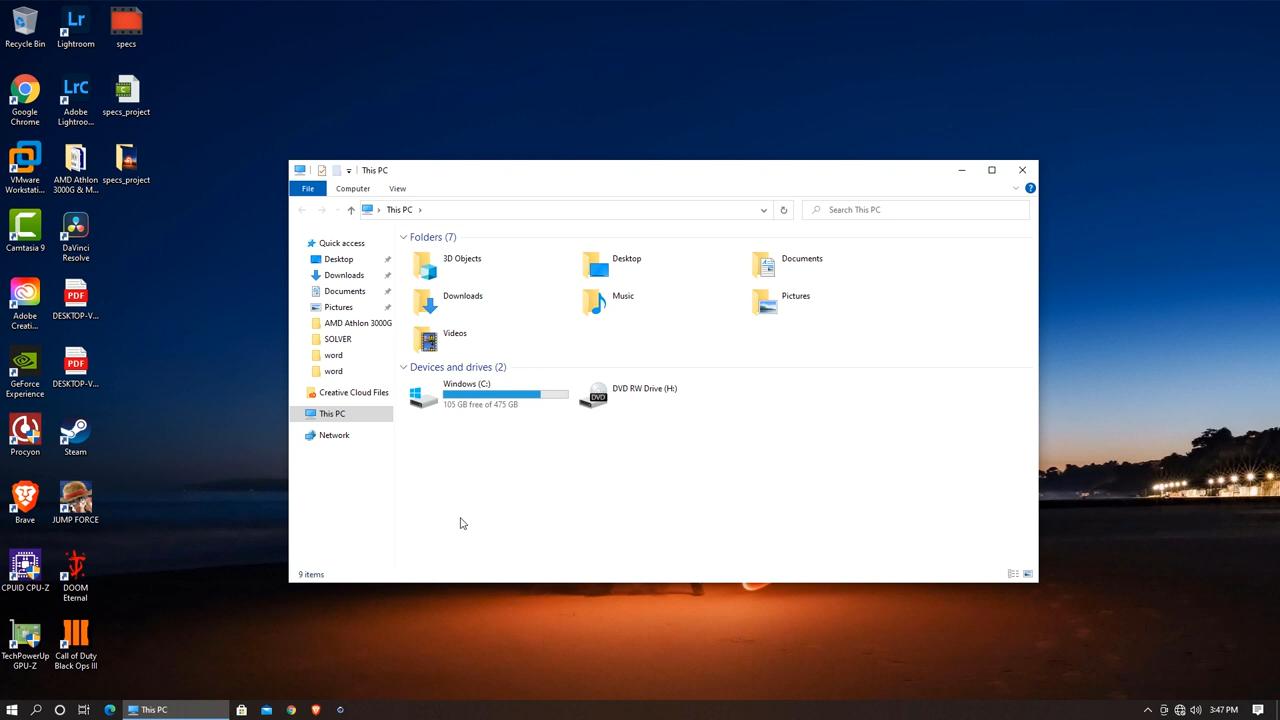 Recycle Bin
Lr
Lightroom
specs
Google
Chrome
LrC
Adobe
Lightroo...
specs_project
VMware
Workstati...
AMD Athlon
3000G & M...
specs_project
Camtasia 9
DaVinci
Resolve
Adobe
Creati...
PDF
DESKTOP-V...
GeForce
Experience
PDF
DESKTOP-V...
Procyon
Steam
Brave
JUMP FORCE
CPUID CPU-Z
DOOM
Eternal
TechPowerUp
GPU-Z
Call of Duty
Black Ops III
This PC
File
Computer
View
This PC
Search This PC
Quick access
Desktop
Downloads
Documents
Pictures
AMD Athlon 3000G
SOLVER
word
word
Creative Cloud Files
This PC
Network
Folders (7)
3D Objects
Desktop
Documents
Downloads
Music
Pictures
Videos
Devices and drives (2)
Windows (C:)
105 GB free of 475 GB
DVD
DVD RW Drive (H:)
9 items
This PC
3:47 PM